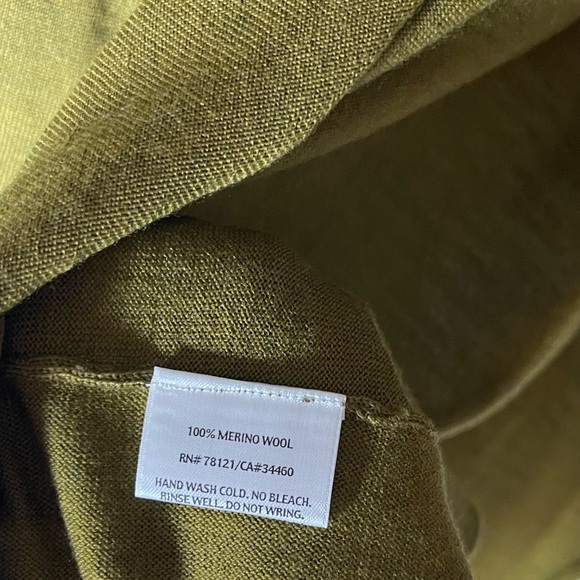 100% MERINO WOOL
RN# 78121/CA#34460
HAND WASH COLD. NO BLEACH.
RINSE WELL. DO NOT WRING.